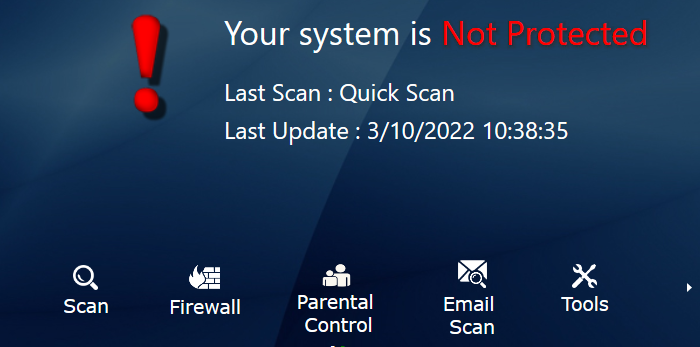 Your system is Not Protected
Last Scan : Quick Scan
Last Update : 3/10/2022 10:38:35
Scan
Firewall
Parental
Control
Email
Scan
Tools